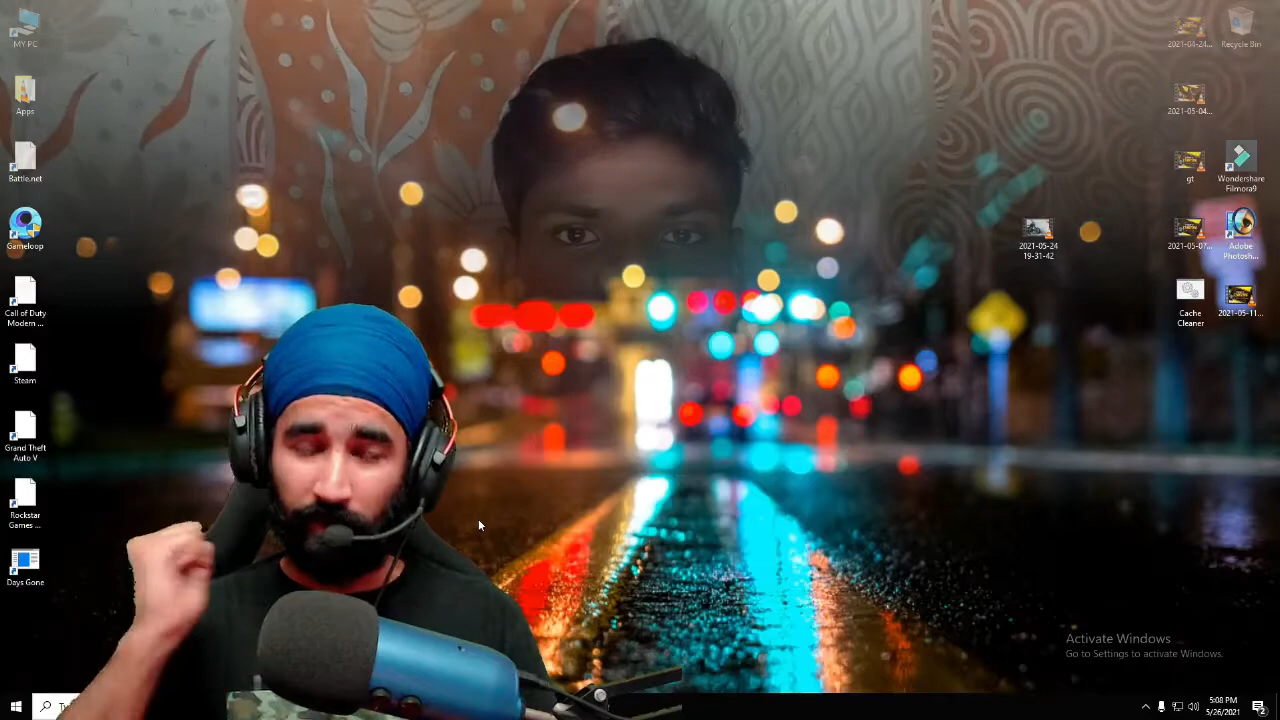 MY PC
Apps
Battle.net
Gameloop
Call of Duty
Modern ...
Steam
Grand Theft
Auto V
Rockstar
Games ...
Days Gone
2021-05-24
19-31-42
2021-04-24...
2021-05-04...
gt
2021-05-07...
Cache
Cleaner
Recycle Bin
Wondershare
Filmora9
Adobe
Photosh...
2021-05-11...
Activate Windows
Go to Settings to activate Windows.
5:08 PM
5/26/2021